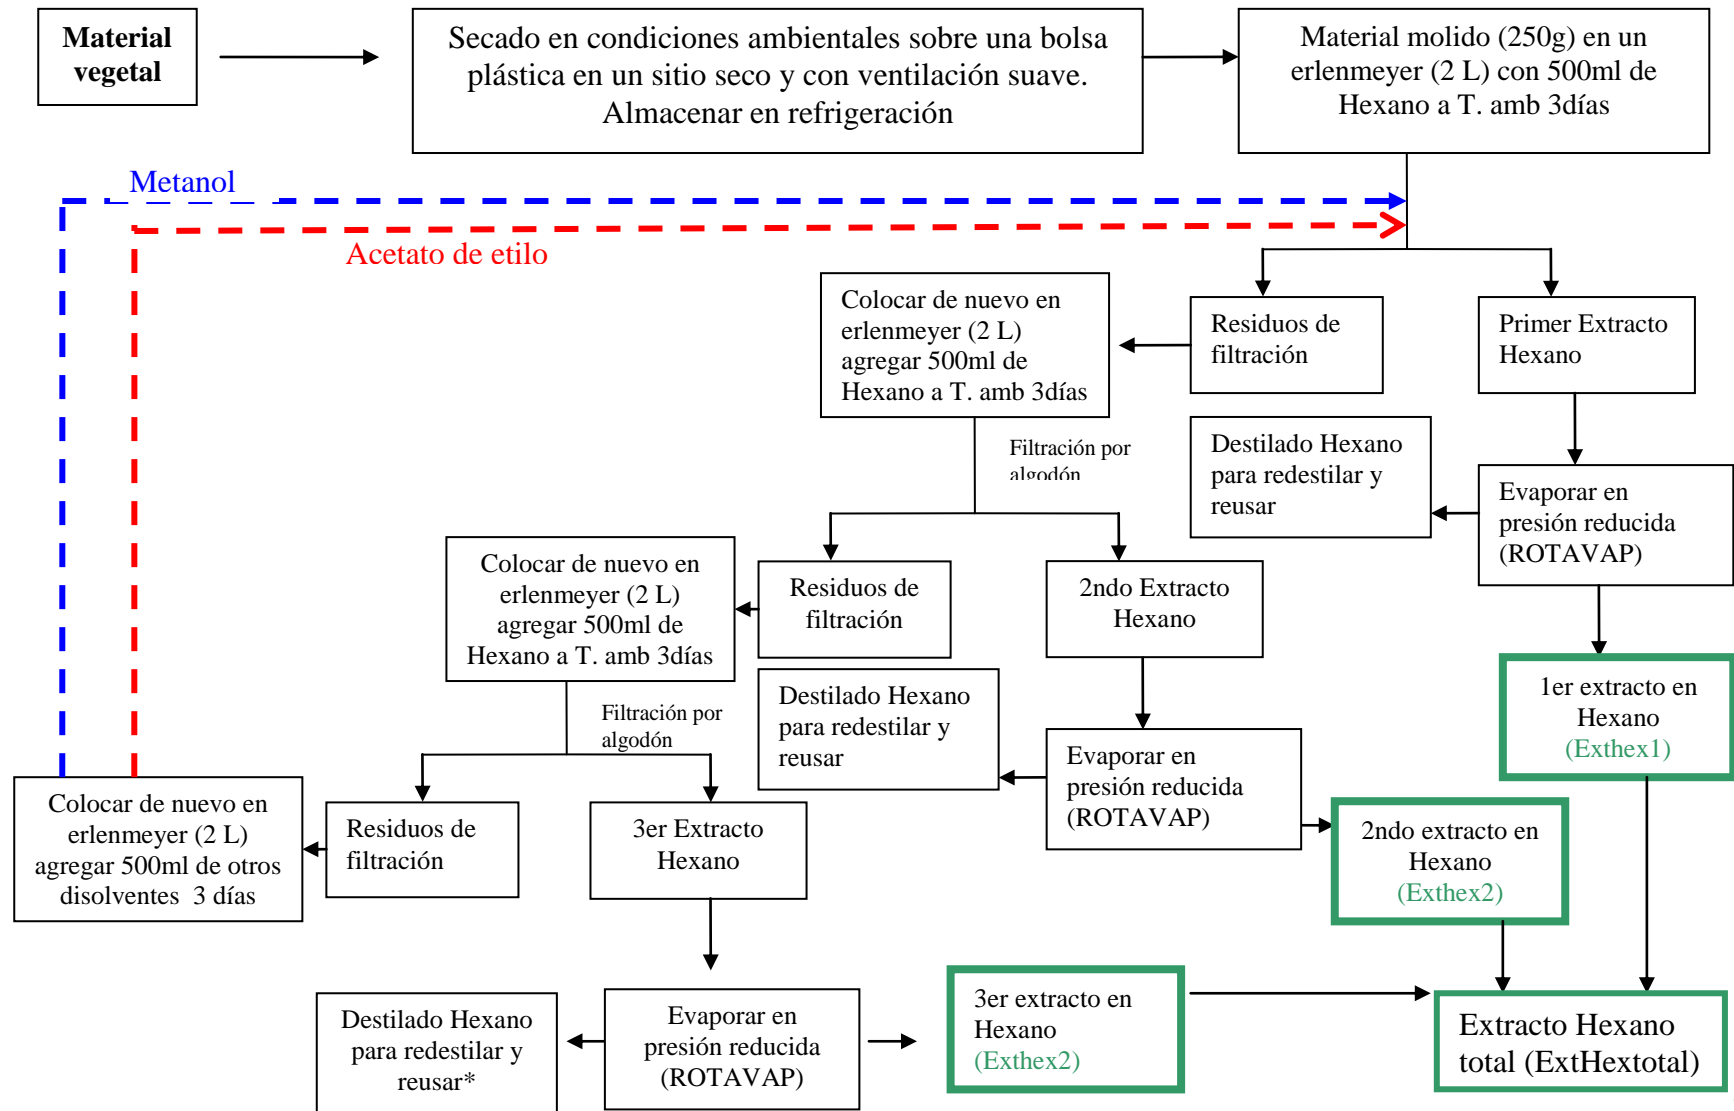 Material
vegetal
Secado en condiciones ambientales sobre una bolsa
plástica en un sitio seco y con ventilación suave.
Almacenar en refrigeración
Material molido (250g) en un
erlenmeyer (2 L) con 500ml de
Hexano a T. amb 3días
Metanol
Acetato de etilo
Colocar de nuevo en
erlenmeyer (2 L)
agregar 500ml de
Hexano a T. amb 3días
Residuos de
filtración
Primer Extracto
Hexano
Filtración por
algodón
Destilado Hexano
para redestilar y
reusar
Evaporar en
presión reducida
(ROTAVAP)
Colocar de nuevo en
erlenmeyer (2 L)
agregar 500ml de
Hexano a T. amb 3días
Residuos de
filtración
2ndo Extracto
Hexano
1er extracto en
Hexano
(Exthex1)
Filtración por
algodón
Destilado Hexano
para redestilar y
reusar
Evaporar en
presión reducida
(ROTAVAP)
Colocar de nuevo en
erlenmeyer (2 L)
agregar 500ml de otros
disolventes 3 días
Residuos de
filtración
3er Extracto
Hexano
2ndo extracto en
Hexano
(Exthex2)
Destilado Hexano
para redestilar y
reusar*
Evaporar en
presión reducida
(ROTAVAP)
3er extracto en
Hexano
(Exthex2)
Extracto Hexano
total (ExtHextotal)